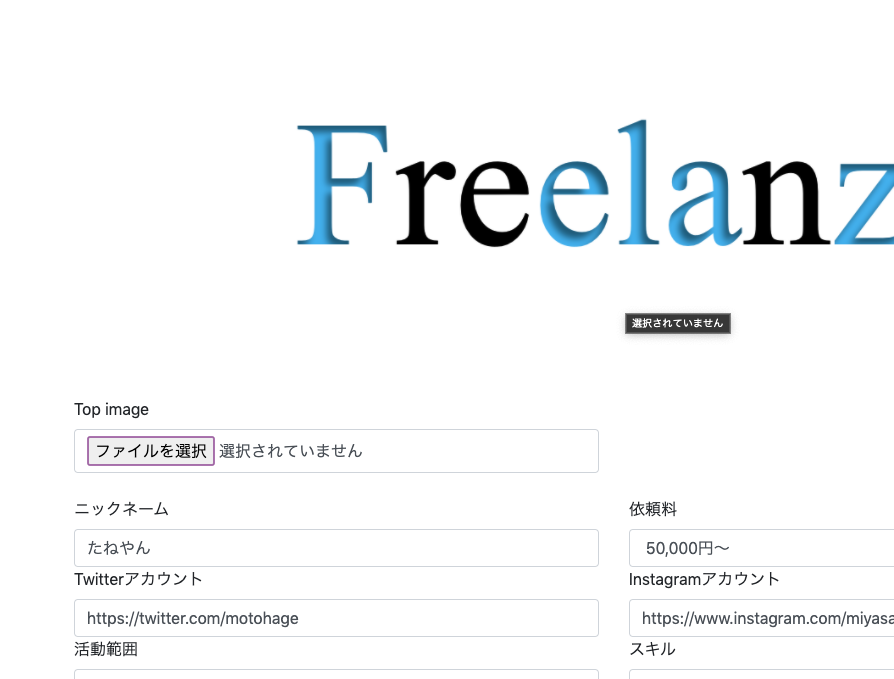 Freelanz
選択されていません
Top image
ファイルを選択 選択されていません
ニックネーム
依頼料
たねやん
50,000円〜
Twitterアカウント
Instagramアカウント
https://twitter.com/motohage
https://www.instagram.com/miyasa
活動範囲
スキル